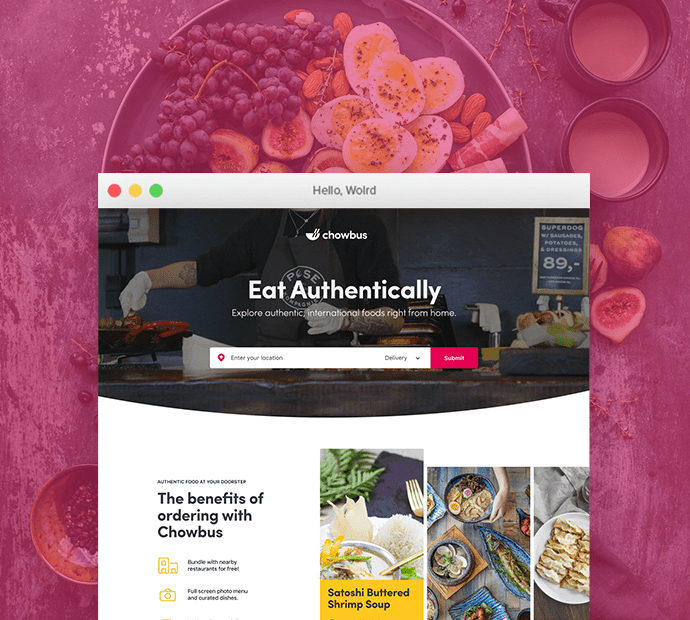 Hello, Wolrd
chowbus
SUPERDOG
W/ SAUSAGES,
POTATOES,
& DRESSINGS
89,-
Eat Authentically
Explore authentic, international foods right from home.
Enter your location
Delivery
Submit
AUTHENTIC FOOD AT YOUR DOORSTEP
The benefits of
ordering with
Chowbus
Bundle with nearby
restaurants for free!
Full screen photo menu
and curated dishes.
Satoshi Buttered
Shrimp Soup